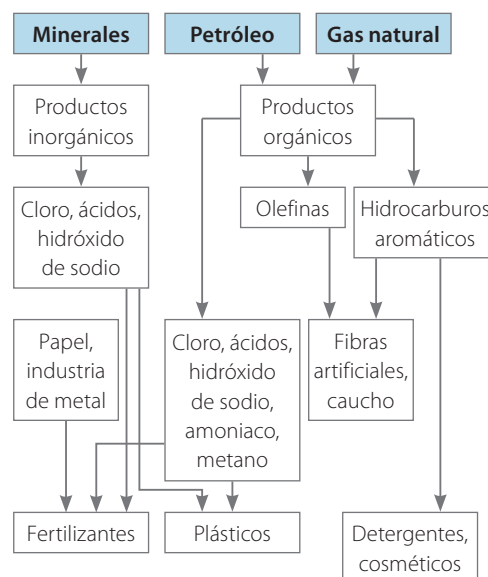 Minerales
Petróleo
Gas natural
Productos
inorgánicos
Productos
orgánicos
Cloro, ácidos,
hidróxido
de sodio
Olefinas
Hidrocarburos
aromáticos
Papel,
industria
de metal
Cloro, ácidos,
hidróxido
de sodio,
amoniaco,
metano
Fibras
artificiales,
caucho
Fertilizantes
Plásticos
Detergentes,
cosméticos